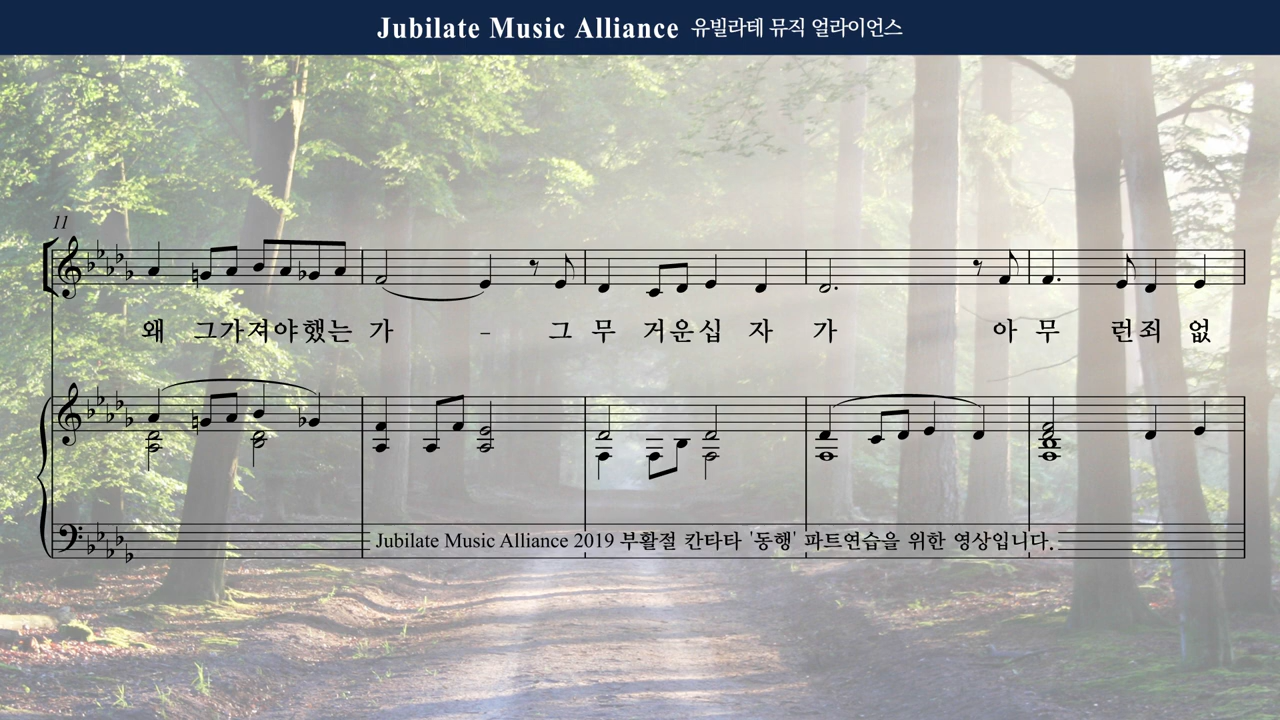 Jubilate Music Alliance 유빌라테 뮤직 얼라이언스
11
왜 그가져야했는 가 - 그 무 거운십 자 가 아 무 런죄 없
Jubilate Music Alliance 2019 부활절 칸타타 '동행' 파트연습을 위한 영상입니다.